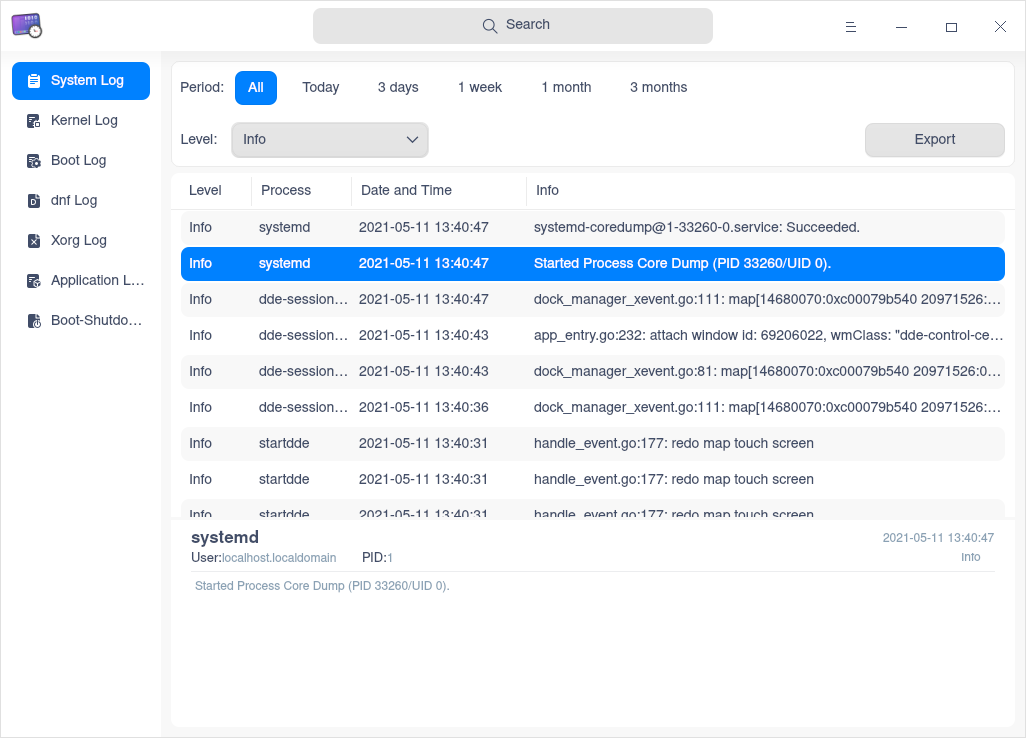 Search
System Log
Kernel Log
Boot Log
dnf Log
Xorg Log
Application L...
Boot-Shutdo...
Period: All Today 3 days 1 week 1 month 3 months
Level: Info Export
Level Process Date and Time Info
Info systemd 2021-05-11 13:40:47 systemd-coredump@1-33260-0.service: Succeeded.
Info systemd 2021-05-11 13:40:47 Started Process Core Dump (PID 33260/UID 0).
Info dde-session... 2021-05-11 13:40:47 dock_manager_xevent.go:111: map[14680070:0xc00079b540 20971526:...
Info dde-session... 2021-05-11 13:40:43 app_entry.go:232: attach window id: 69206022, wmClass: "dde-control-ce...
Info dde-session... 2021-05-11 13:40:43 dock_manager_xevent.go:81: map[14680070:0xc00079b540 20971526:0...
Info dde-session... 2021-05-11 13:40:36 dock_manager_xevent.go:111: map[14680070:0xc00079b540 20971526:...
Info startdde 2021-05-11 13:40:31 handle_event.go:177: redo map touch screen
Info startdde 2021-05-11 13:40:31 handle_event.go:177: redo map touch screen
Info startdde 2021-05-11 13:40:31 handle_event.go:177: redo map touch screen
systemd 2021-05-11 13:40:47
User:localhost.localdomain PID:1 Info
Started Process Core Dump (PID 33260/UID 0).